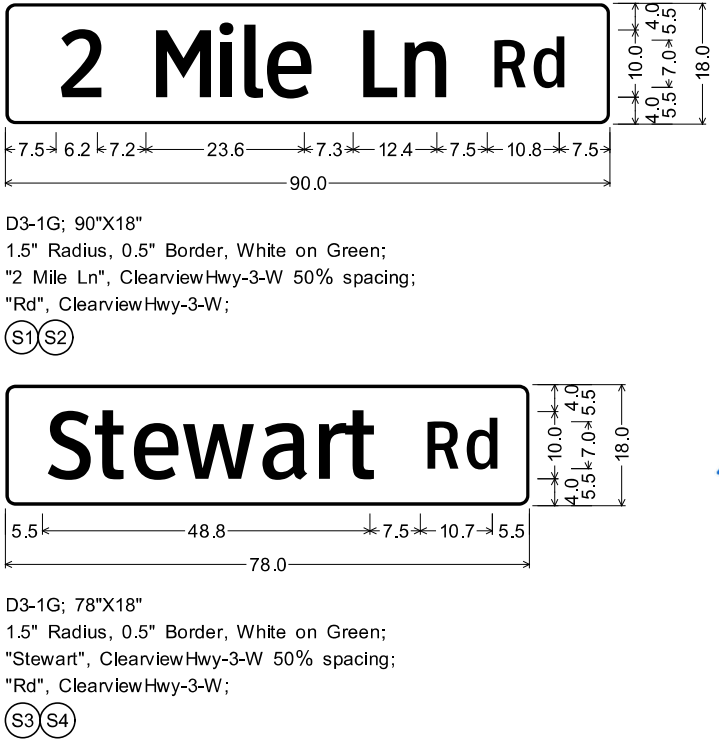 2 Mile Ln Rd
4.0 10.0 4.0
5.5 7.0 5.5
18.0
7.5 6.2 7.2 23.6 7.3 12.4 7.5 10.8 7.5
90.0
D3-1G; 90"X18"
1.5" Radius, 0.5" Border, White on Green;
"2 Mile Ln", ClearviewHwy-3-W 50% spacing;
"Rd", ClearviewHwy-3-W;
S1 S2
Stewart Rd
4.0 10.0 4.0
5.5 7.0 5.5
18.0
5.5 48.8 7.5 10.7 5.5
78.0
D3-1G; 78"X18"
1.5" Radius, 0.5" Border, White on Green;
"Stewart", ClearviewHwy-3-W 50% spacing;
"Rd", ClearviewHwy-3-W;
S3 S4